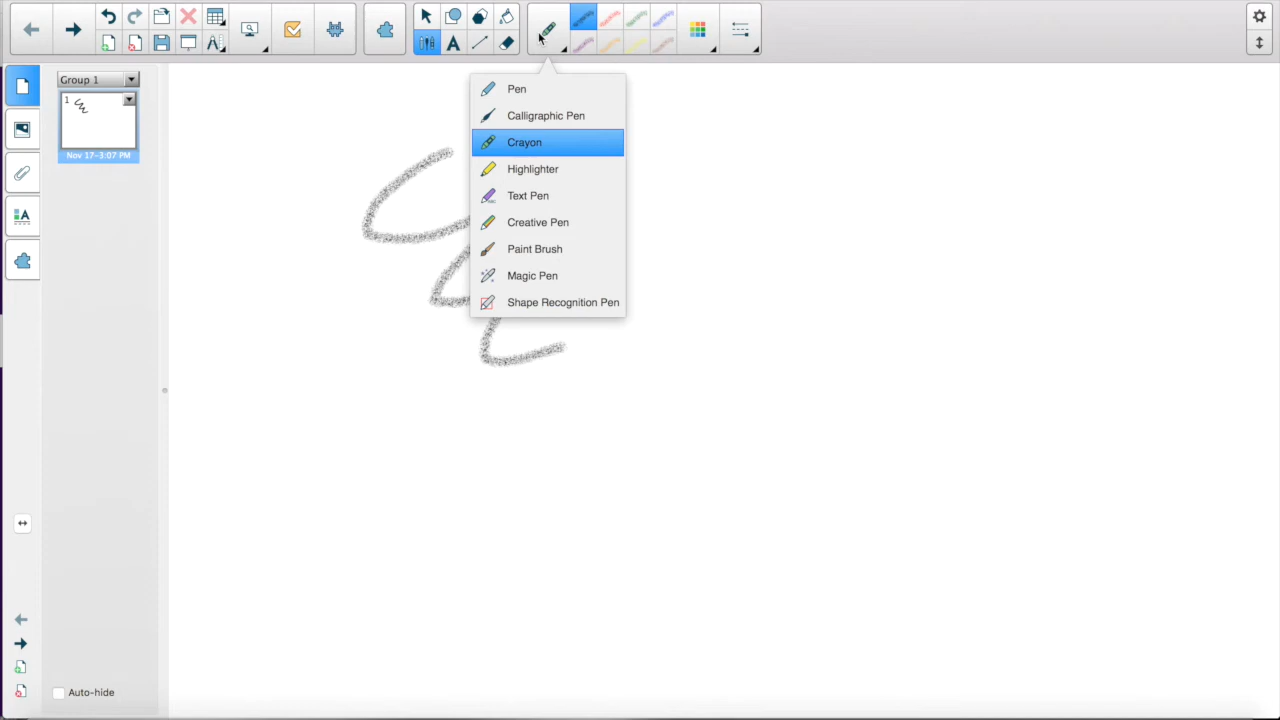 Group 1
1
Nov 17-3:07 PM
Pen
Calligraphic Pen
Crayon
Highlighter
Text Pen
Creative Pen
Paint Brush
Magic Pen
Shape Recognition Pen
Auto-hide